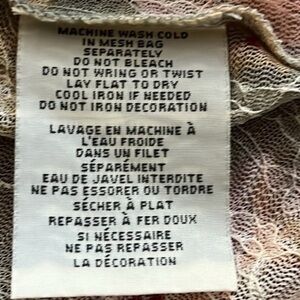 MACHINE WASH COLD
IN MESH BAG
SEPARATELY
DO NOT BLEACH
DO NOT WRING OR TWIST
LAY FLAT TO DRY
COOL IRON IF NEEDED
DO NOT IRON DECORATION
LAVAGE EN MACHINE À
L'EAU FROIDE
DANS UN FILET
SÉPARÉMENT
EAU DE JAVEL INTERDITE
NE PAS ESSORER OU TORDRE
SÉCHER À PLAT
REPASSER À FER DOUX
SI NÉCESSAIRE
NE PAS REPASSER
LA DÉCORATION